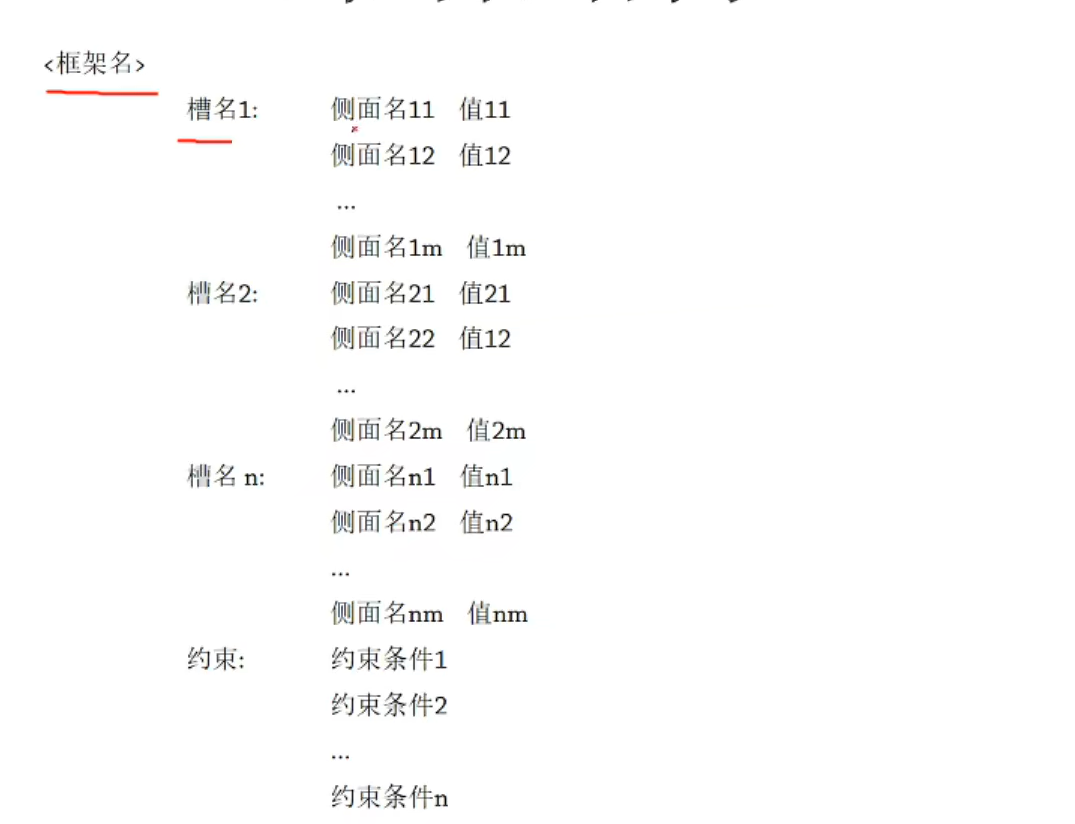 <框架名>
槽名1: 侧面名11 值11
侧面名12 值12
...
侧面名1m 值1m
槽名2: 侧面名21 值21
侧面名22 值12
...
侧面名2m 值2m
槽名 n: 侧面名n1 值n1
侧面名n2 值n2
...
侧面名nm 值nm
约束: 约束条件1
约束条件2
...
约束条件n